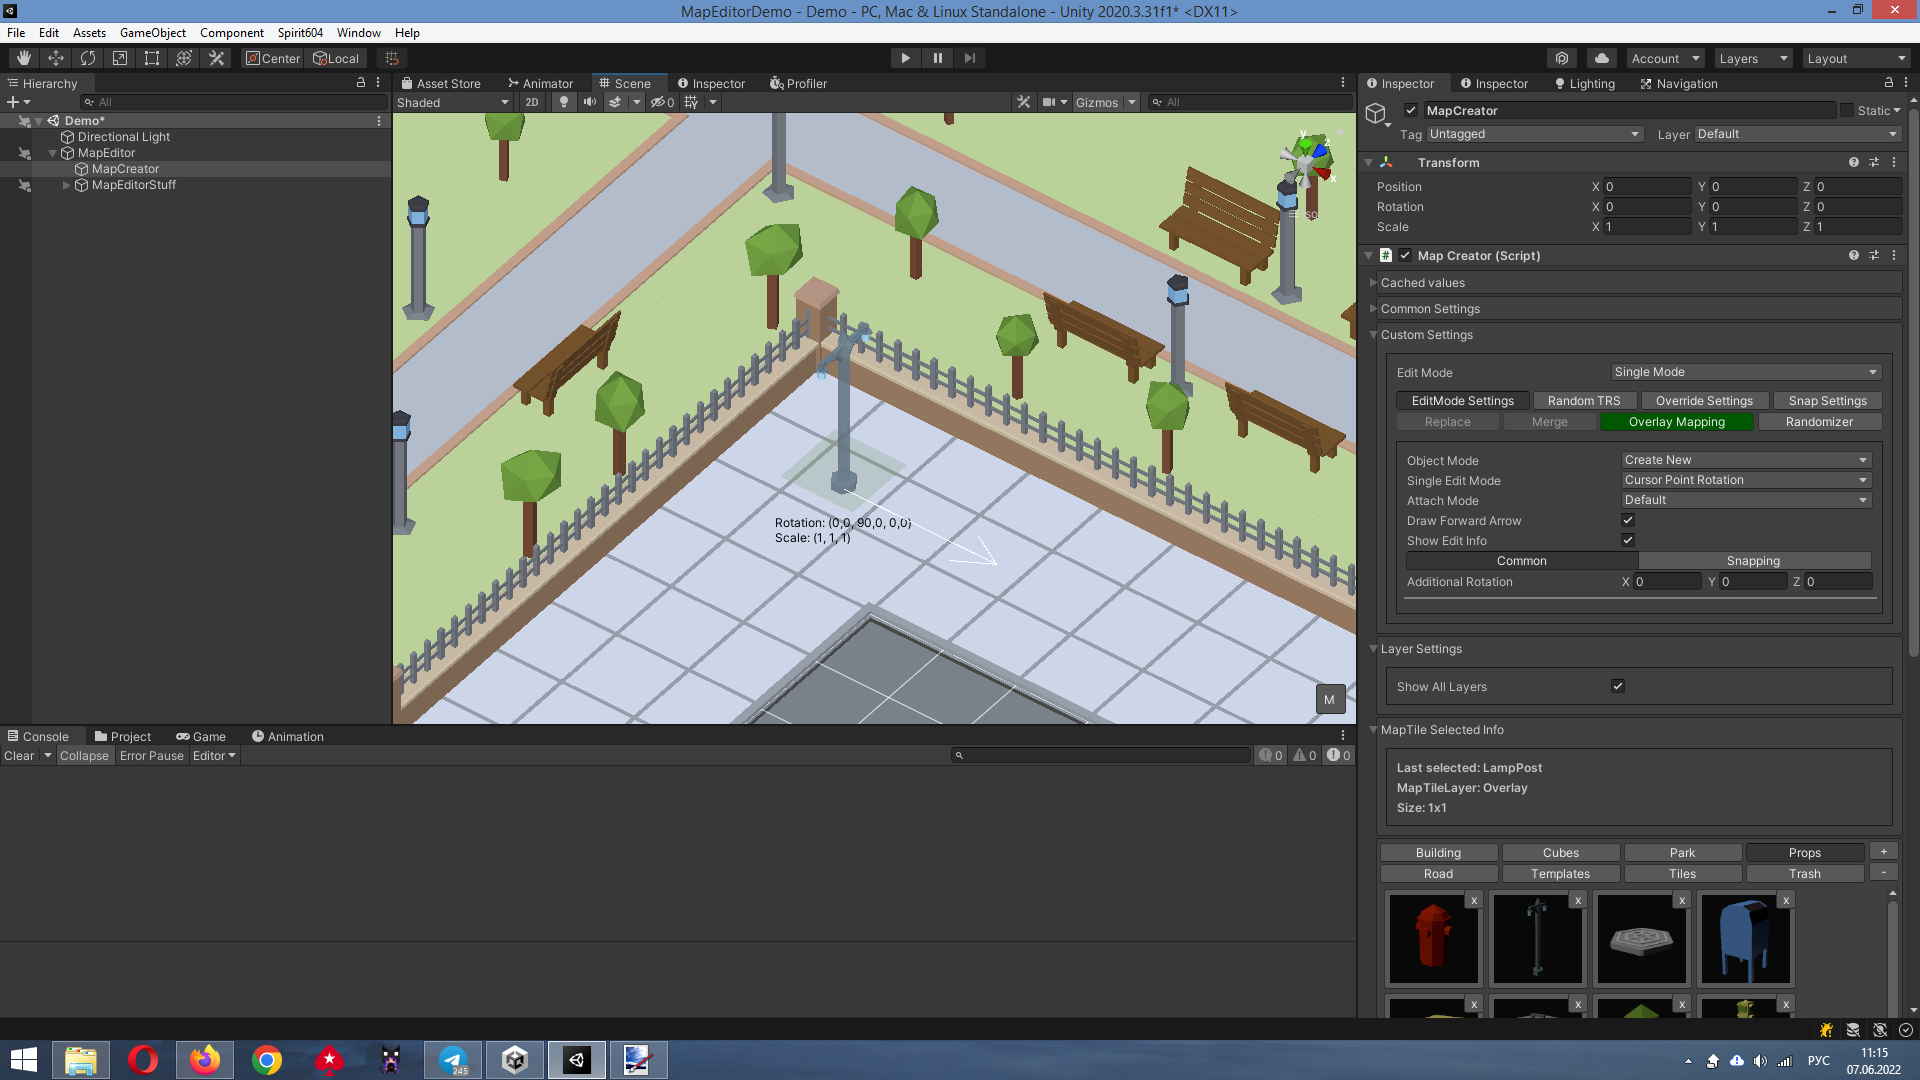 MapEditorDemo - Demo - PC, Mac & Linux Standalone - Unity 2020.3.31f1* <DX11>
File Edit Assets GameObject Component Spirit604 Window Help
Center Local Account Layers Layout
Hierarchy
All
Demo*
Directional Light
MapEditor
MapCreator
MapEditorStuff
Asset Store Animator Scene Inspector Profiler
Shaded 2D 0 Gizmos All
y
z
x
Rotation: (0,0, 90,0, 0,0)
Scale: (1, 1, 1)
M
Console Project Game Animation
Clear Collapse Error Pause Editor 0 0 0
Inspector Inspector Lighting Navigation
MapCreator Static
Tag Untagged Layer Default
Transform
Position X 0 Y 0 Z 0
Rotation X 0 Y 0 Z 0
Scale X 1 Y 1 Z 1
# Map Creator (Script)
Cached values
Common Settings
Custom Settings
Edit Mode Single Mode
EditMode Settings Random TRS Override Settings Snap Settings
Replace Merge Overlay Mapping Randomizer
Object Mode Create New
Single Edit Mode Cursor Point Rotation
Attach Mode Default
Draw Forward Arrow
Show Edit Info
Common Snapping
Additional Rotation X 0 Y 0 Z 0
Layer Settings
Show All Layers
MapTile Selected Info
Last selected: LampPost
MapTileLayer: Overlay
Size: 1x1
Building Cubes Park Props +
Road Templates Tiles Trash -
x x x x
x x x x
245
РУС
11:15
07.06.2022